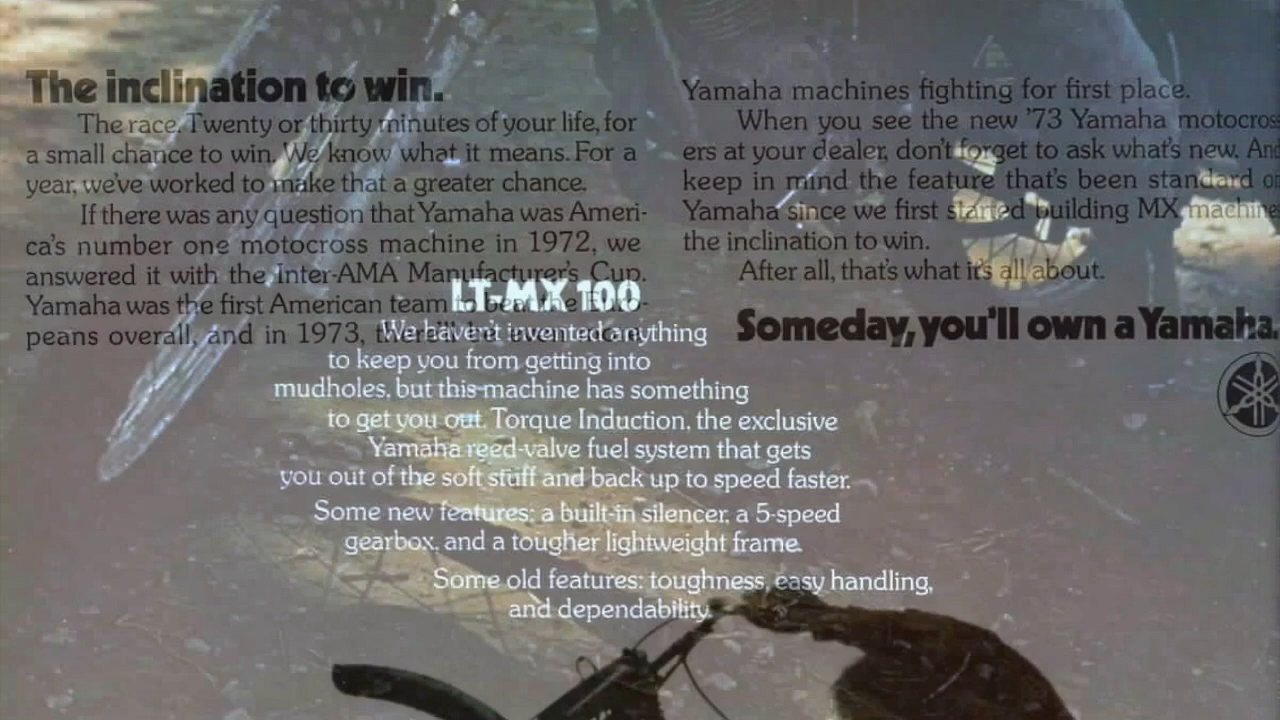 The inclination to win.
The race. Twenty or thirty minutes of your life, for
a small chance to win. We know what it means. For a
year, we've worked to make that a greater chance.
If there was any question that Yamaha was Ameri-
ca's number one motocross machine in 1972, we
answered it with the Inter-AMA Manufacturer's Cup.
Yamaha was the first American team to beat the Euro-
peans overall, and in 1973,
Yamaha machines fighting for first place.
When you see the new '73 Yamaha motocross
ers at your dealer, don't forget to ask what's new. And
keep in mind the feature that's been standard on
Yamaha since we first started building MX machine
the inclination to win.
After all, that's what it's all about.
Someday, you'll own a Yamaha.
LT-MX 100
We haven't invented anything
to keep you from getting into
mudholes, but this machine has something
to get you out. Torque Induction, the exclusive
Yamaha reed-valve fuel system that gets
you out of the soft stuff and back up to speed faster.
Some new features: a built-in silencer, a 5-speed
gearbox, and a tougher lightweight frame.
Some old features: toughness, easy handling,
and dependability.